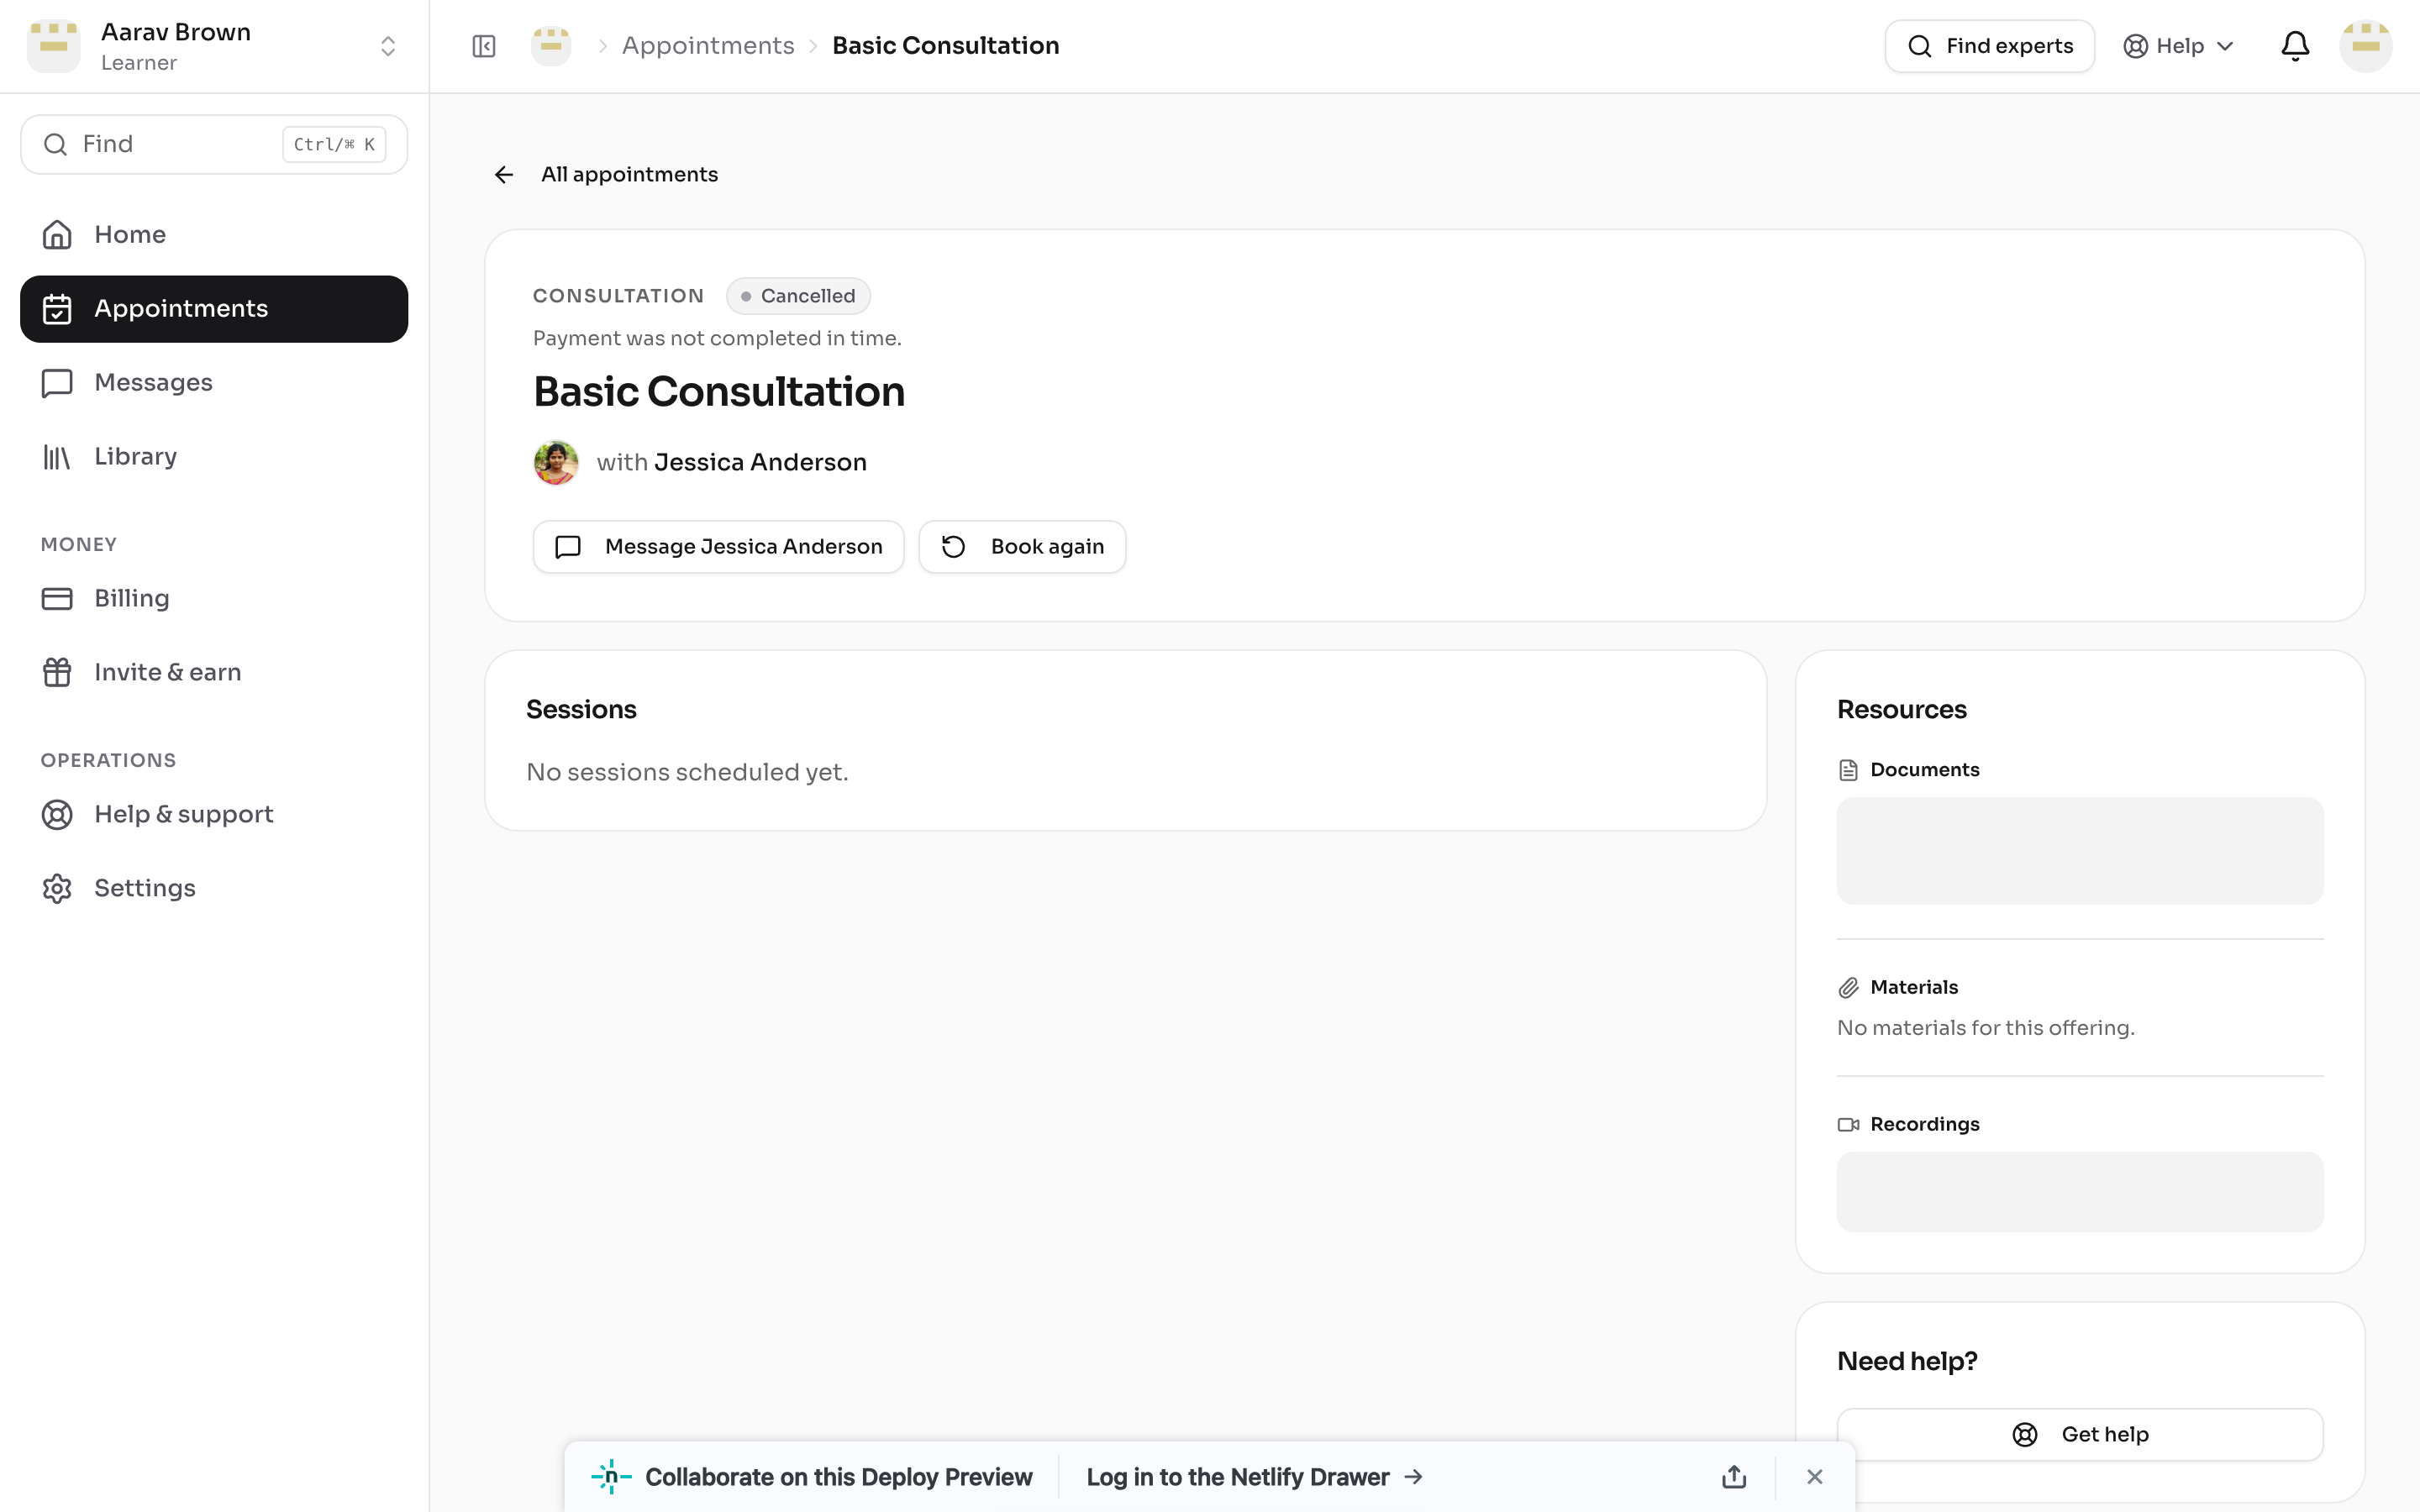 Aarav Brown
Learner
Find
Ctrl/⌘ K
Home
Appointments
Messages
Library
MONEY
Billing
Invite & earn
OPERATIONS
Help & support
Settings
Appointments
Basic Consultation
Find experts
Help
All appointments
CONSULTATION
Cancelled
Payment was not completed in time.
Basic Consultation
with Jessica Anderson
Message Jessica Anderson
Book again
Sessions
No sessions scheduled yet.
Resources
Documents
Materials
No materials for this offering.
Recordings
Need help?
Get help
n
Collaborate on this Deploy Preview
Log in to the Netlify Drawer →